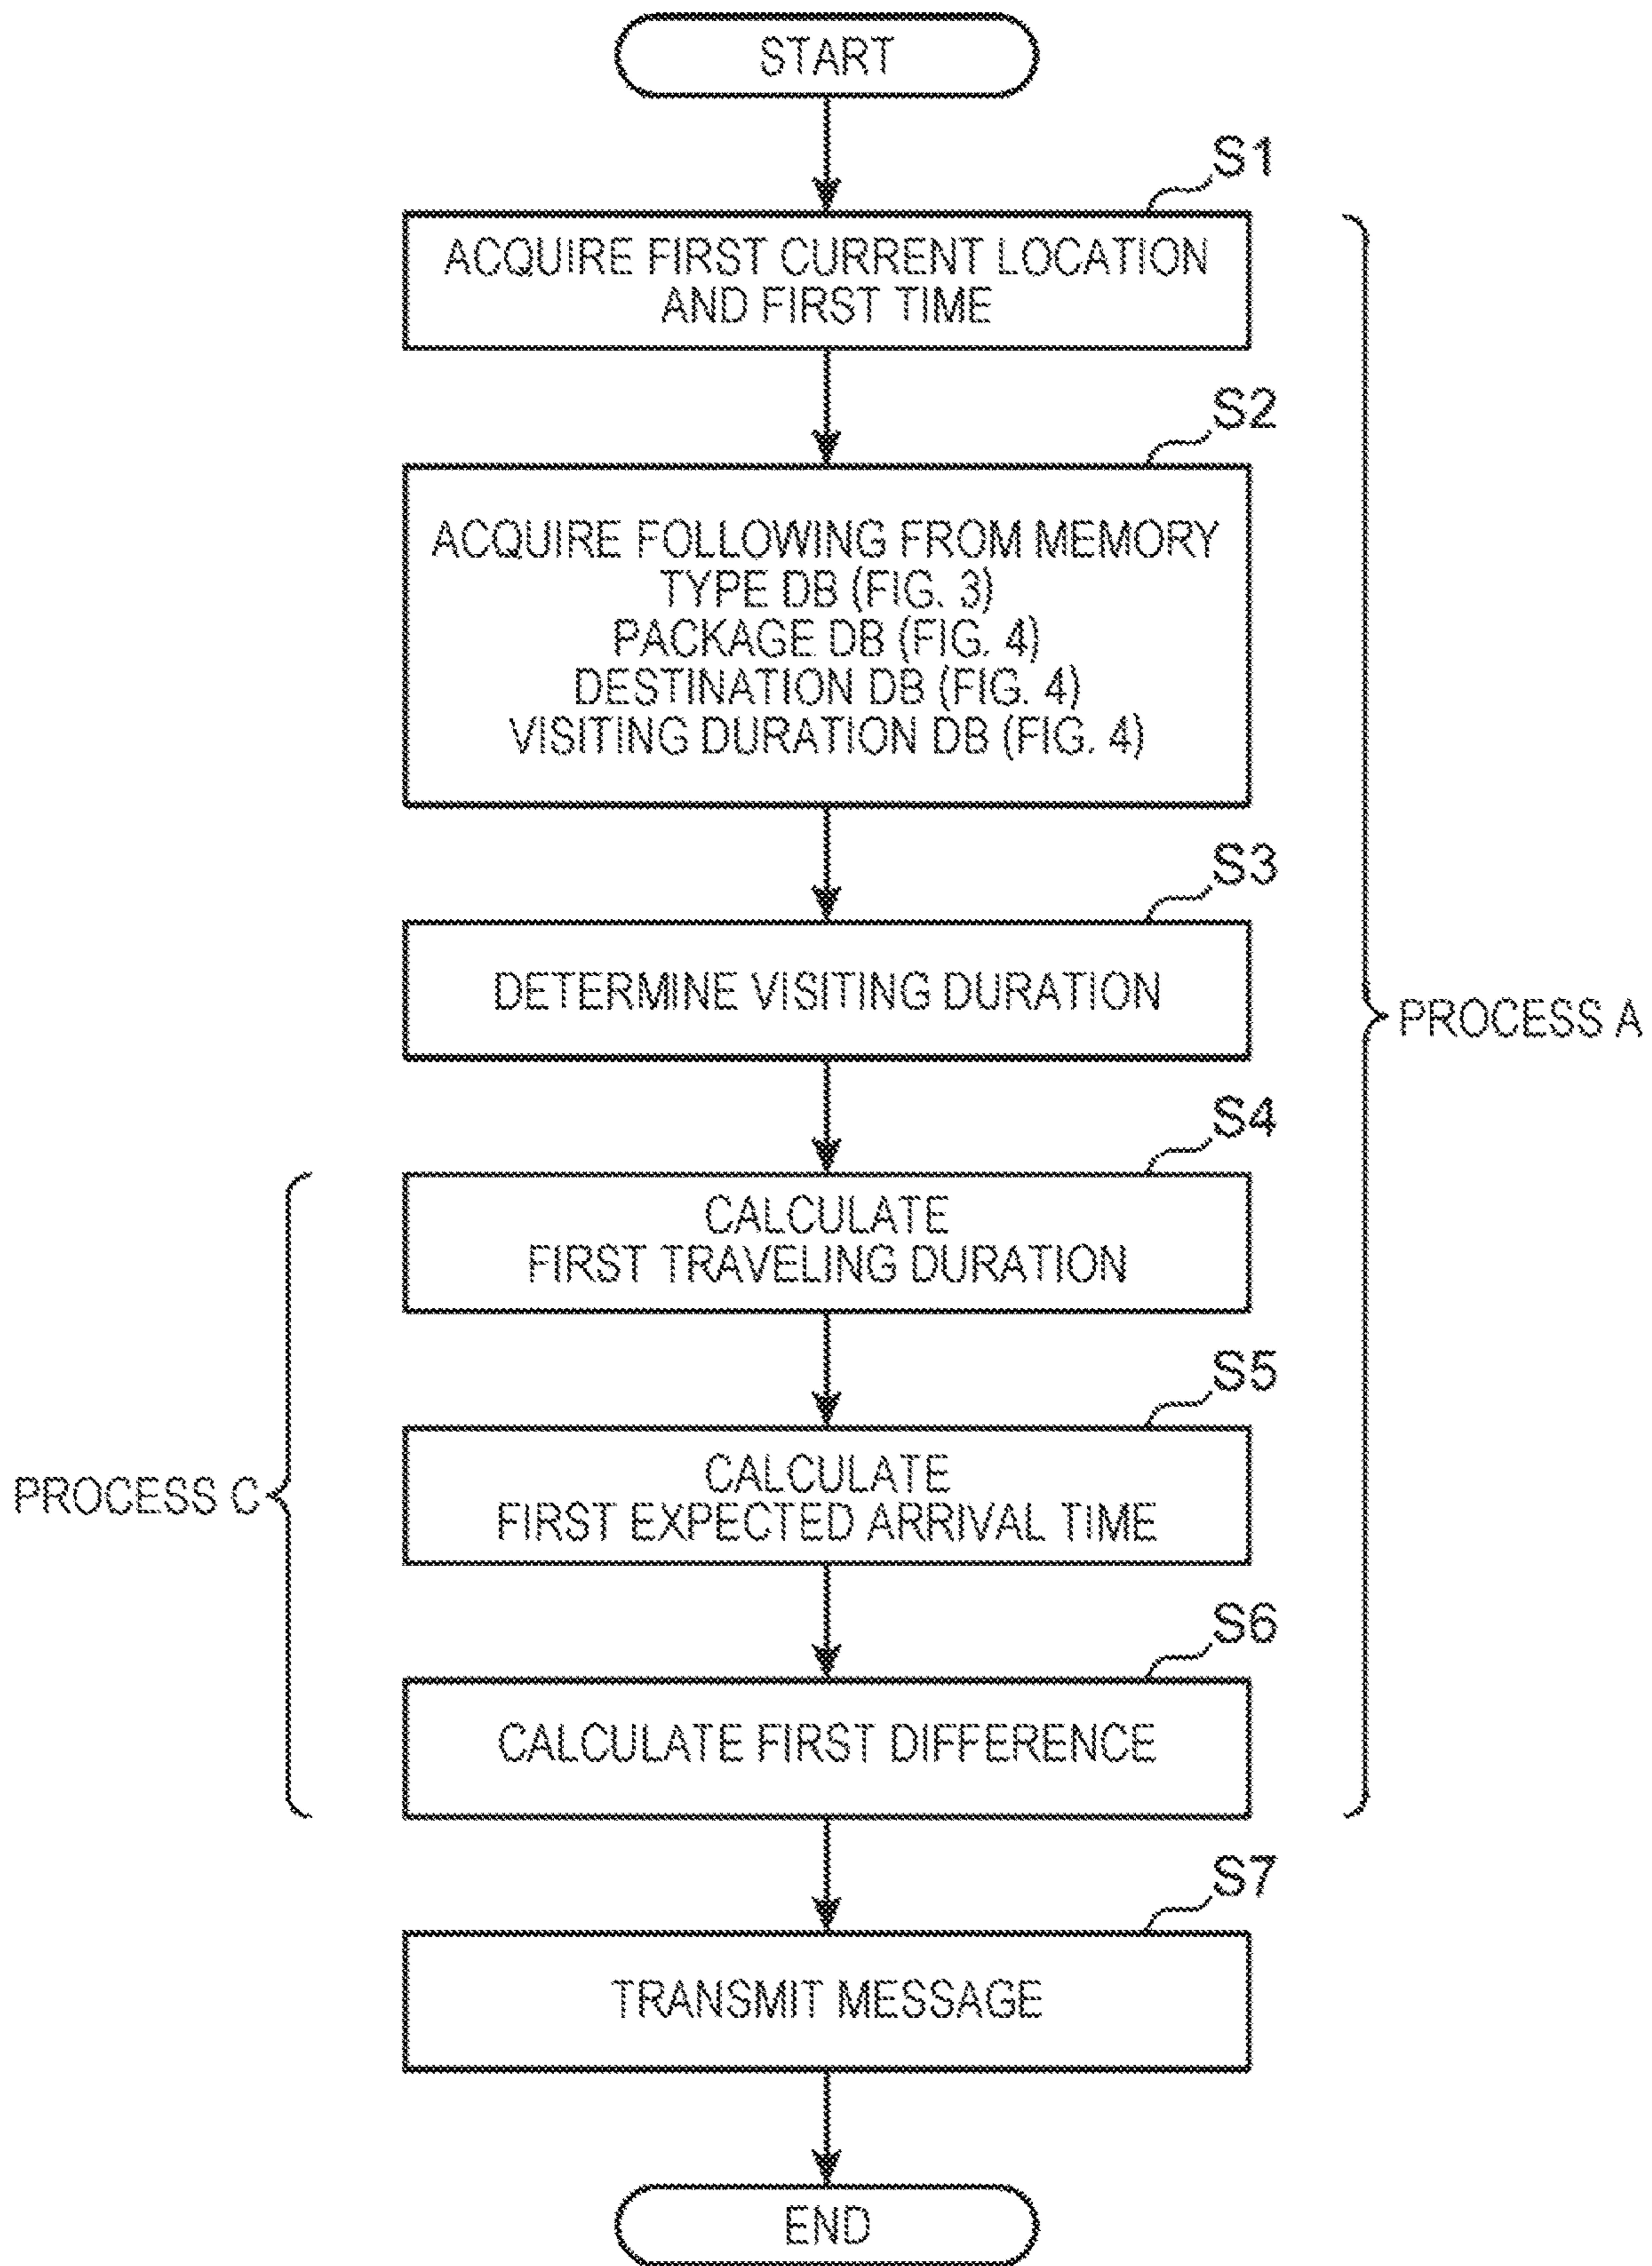 START
S1
ACQUIRE FIRST CURRENT LOCATION
AND FIRST TIME
S2
ACQUIRE FOLLOWING FROM MEMORY
TYPE DB (FIG. 3)
PACKAGE DB (FIG. 4)
DESTINATION DB (FIG. 4)
VISITING DURATION DB (FIG. 4)
S3
DETERMINE VISITING DURATION
PROCESS A
S4
CALCULATE
FIRST TRAVELING DURATION
S5
CALCULATE
FIRST EXPECTED ARRIVAL TIME
PROCESS C
S6
CALCULATE FIRST DIFFERENCE
S7
TRANSMIT MESSAGE
END